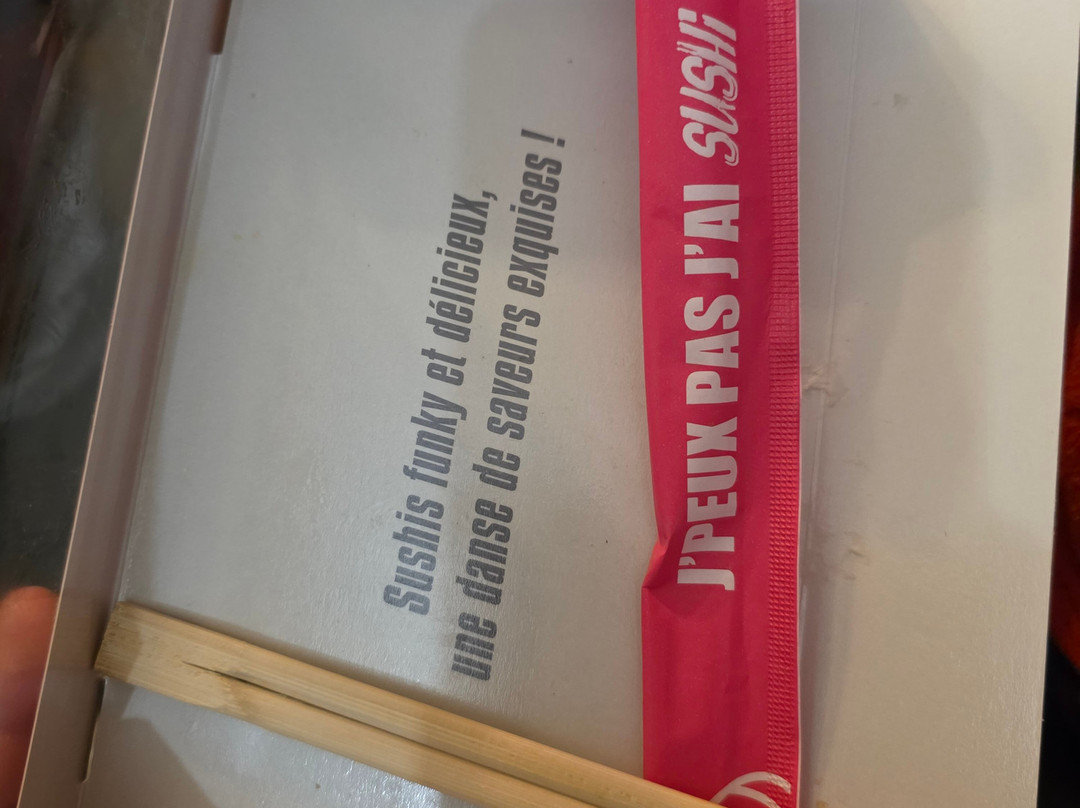 Sushis funky et délicieux,
une danse de saveurs exquises !
J'PEUX PAS J'AI SUSHi